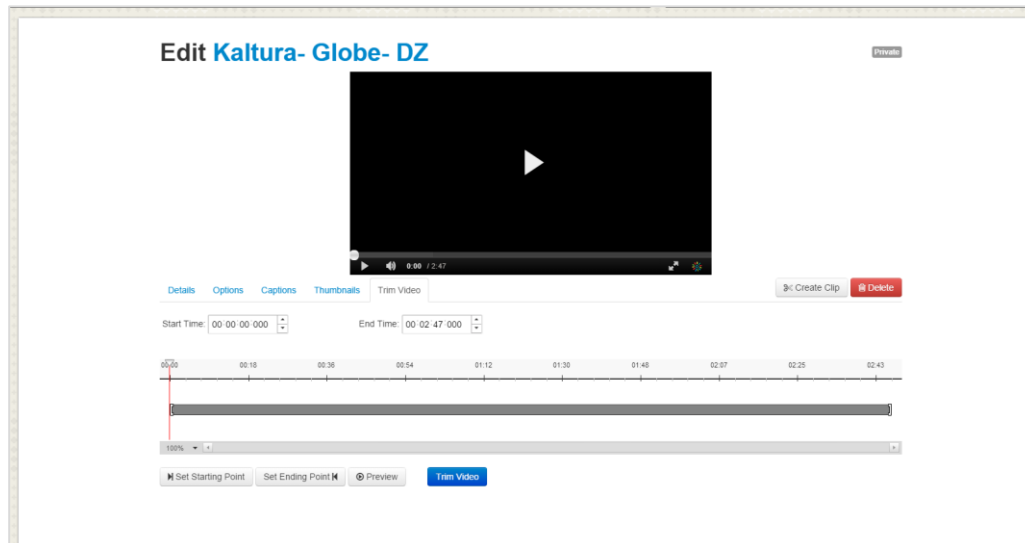 Edit Kaltura- Globe- DZ
Private
0:00 / 2:47
Details Options Captions Thumbnails Trim Video Create Clip Delete
Start Time: 00:00:00:000 End Time: 00:02:47:000
00:00 00:18 00:36 00:54 01:12 01:30 01:48 02:07 02:25 02:43
100%
Set Starting Point Set Ending Point Preview Trim Video